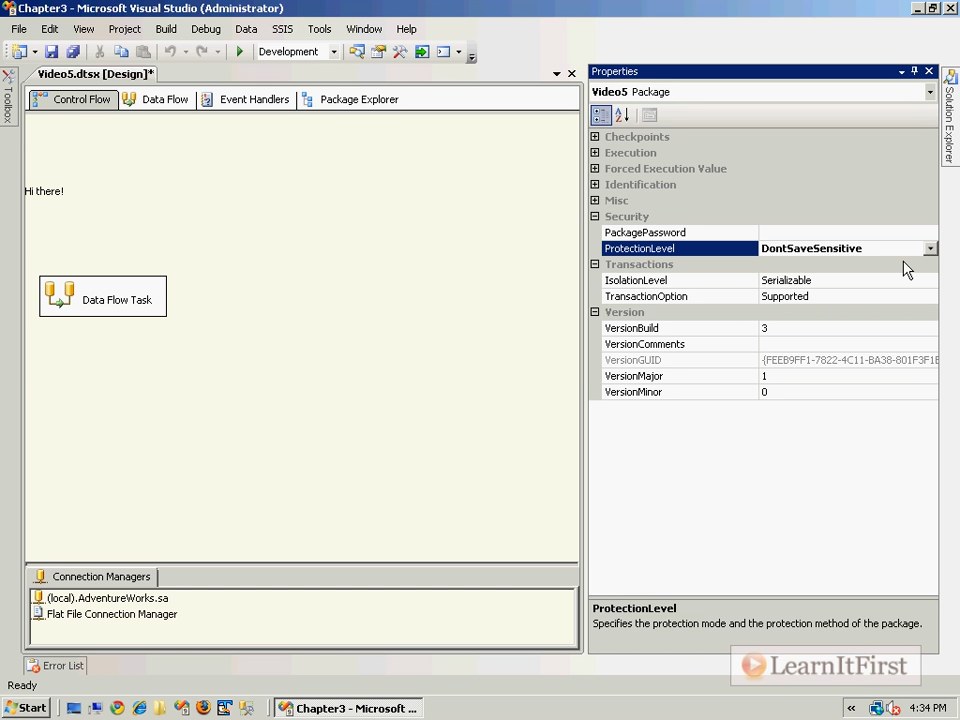 Chapter3 - Microsoft Visual Studio (Administrator)
File Edit View Project Build Debug Data SSIS Tools Window Help
Development
Toolbox
Video5.dtsx [Design]*
Control Flow Data Flow Event Handlers Package Explorer
Hi there!
Data Flow Task
Connection Managers
(local).AdventureWorks.sa
Flat File Connection Manager
Properties
Video5 Package
Checkpoints
Execution
Forced Execution Value
Identification
Misc
Security
PackagePassword
ProtectionLevel DontSaveSensitive
Transactions
IsolationLevel Serializable
TransactionOption Supported
Version
VersionBuild 3
VersionComments
VersionGUID {FEEB9FF1-7822-4C11-BA38-801F3F1E
VersionMajor 1
VersionMinor 0
ProtectionLevel
Specifies the protection mode and the protection method of the package.
Solution Explorer
Error List
LearnItFirst
Ready
Start
Chapter3 - Microsoft ...
4:34 PM